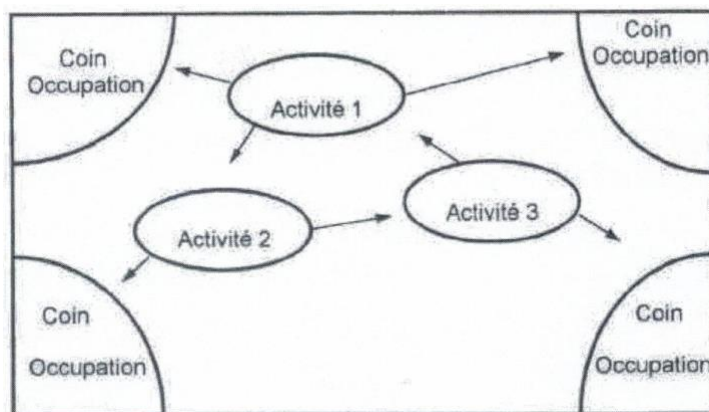 Coin
Occupation
Coin
Occupation
Activité 1
Activité 3
Activité 2
Coin
Occupation
Coin
Occupation